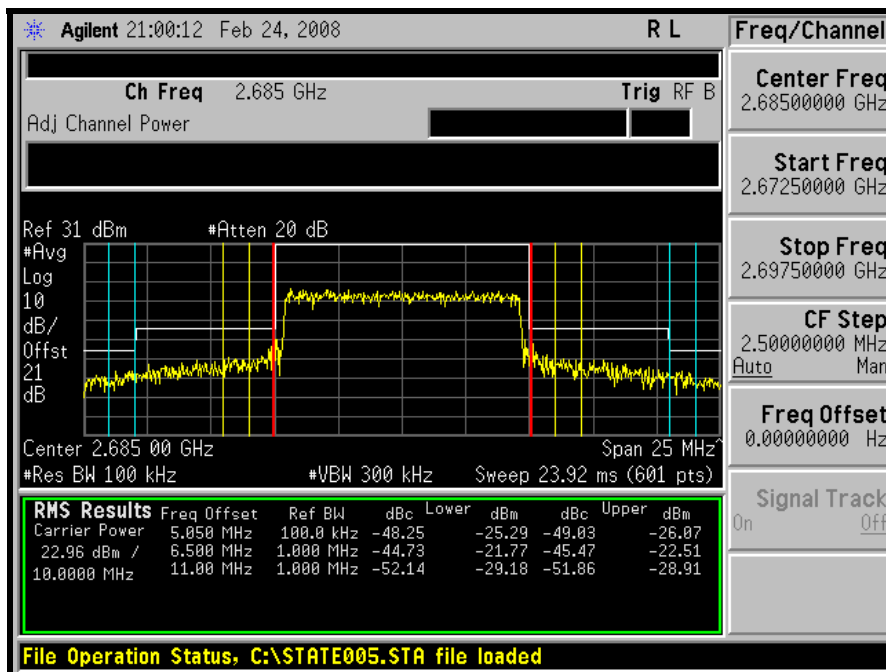 Agilent 21:00:12 Feb 24, 2008 R L
Freq/Channel
Ch Freq 2.685 GHz Trig RF B
Adj Channel Power
Center Freq
2.68500000 GHz
Start Freq
2.67250000 GHz
Stop Freq
2.69750000 GHz
CF Step
2.50000000 MHz
Auto Man
Freq Offset
0.00000000 Hz
Signal Track
On Off
Ref 31 dBm #Atten 20 dB
#Avg
Log
10
dB/
Offst
21
dB
Center 2.685 00 GHz Span 25 MHz^
#Res BW 100 kHz #VBW 300 kHz Sweep 23.92 ms (601 pts)
RMS Results Freq Offset Ref BW dBc Lower dBm dBc Upper dBm
Carrier Power 5.050 MHz 100.0 kHz -48.25 -25.29 -49.03 -26.07
22.96 dBm / 6.500 MHz 1.000 MHz -44.73 -21.77 -45.47 -22.51
10.0000 MHz 11.00 MHz 1.000 MHz -52.14 -29.18 -51.86 -28.91
File Operation Status, C:\STATE005.STA file loaded